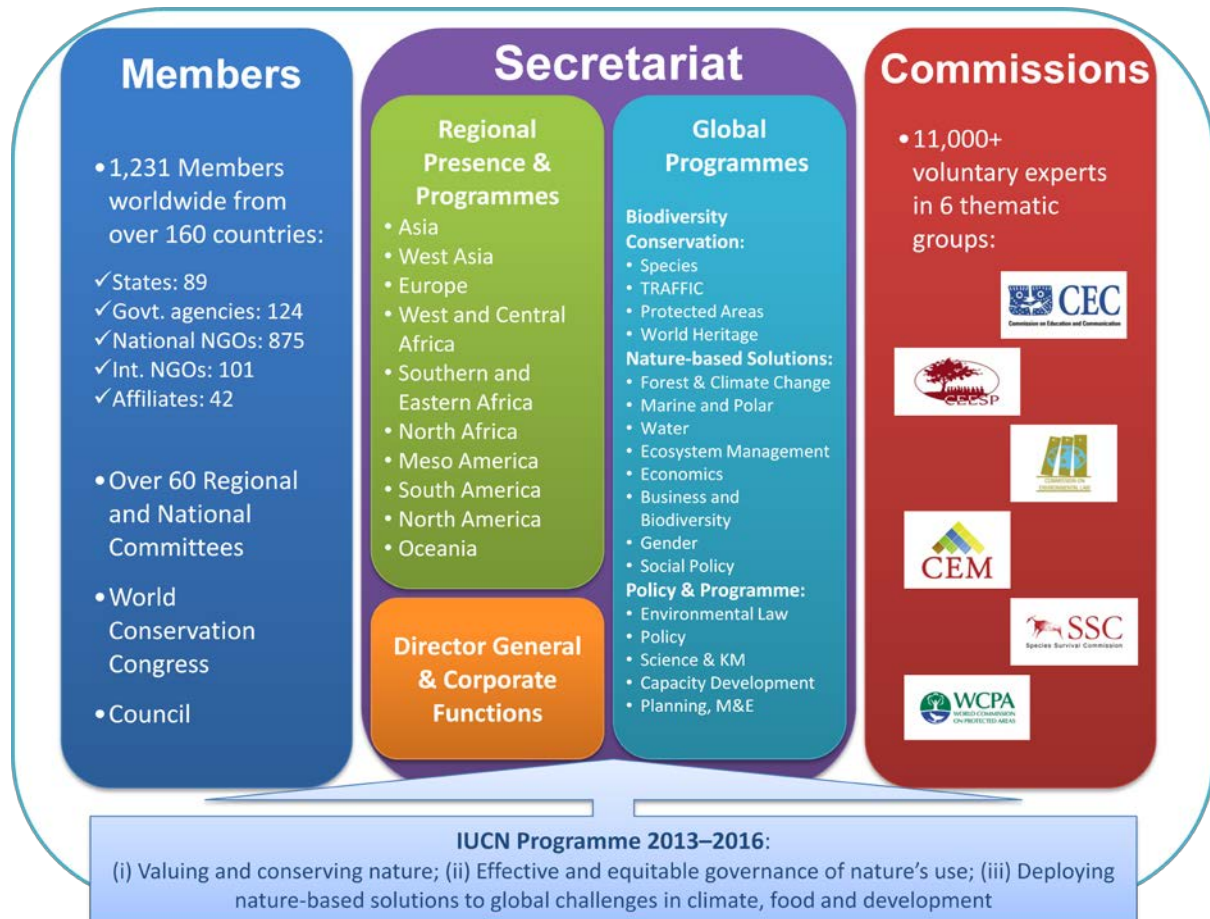 Members
• 1,231 Members
worldwide from
over 160 countries:
✓ States: 89
✓ Govt. agencies: 124
✓ National NGOs: 875
✓ Int. NGOs: 101
✓ Affiliates: 42
• Over 60 Regional
and National
Committees
• World
Conservation
Congress
• Council
Secretariat
Regional
Presence &
Programmes
• Asia
• West Asia
• Europe
• West and Central
Africa
• Southern and
Eastern Africa
• North Africa
• Meso America
• South America
• North America
• Oceania
Director General
& Corporate
Functions
Global
Programmes
Biodiversity
Conservation:
• Species
• TRAFFIC
• Protected Areas
• World Heritage
Nature-based Solutions:
• Forest & Climate Change
• Marine and Polar
• Water
• Ecosystem Management
• Economics
• Business and
Biodiversity
• Gender
• Social Policy
Policy & Programme:
• Environmental Law
• Policy
• Science & KM
• Capacity Development
• Planning, M&E
Commissions
• 11,000+
voluntary experts
in 6 thematic
groups:
CEC
Commission on Education and Communication
CEESP
COMMISSION ON
ENVIRONMENTAL LAW
CEM
SSC
Species Survival Commission
WCPA
WORLD COMMISSION
ON PROTECTED AREAS
IUCN Programme 2013–2016:
(i) Valuing and conserving nature; (ii) Effective and equitable governance of nature's use; (iii) Deploying
nature-based solutions to global challenges in climate, food and development